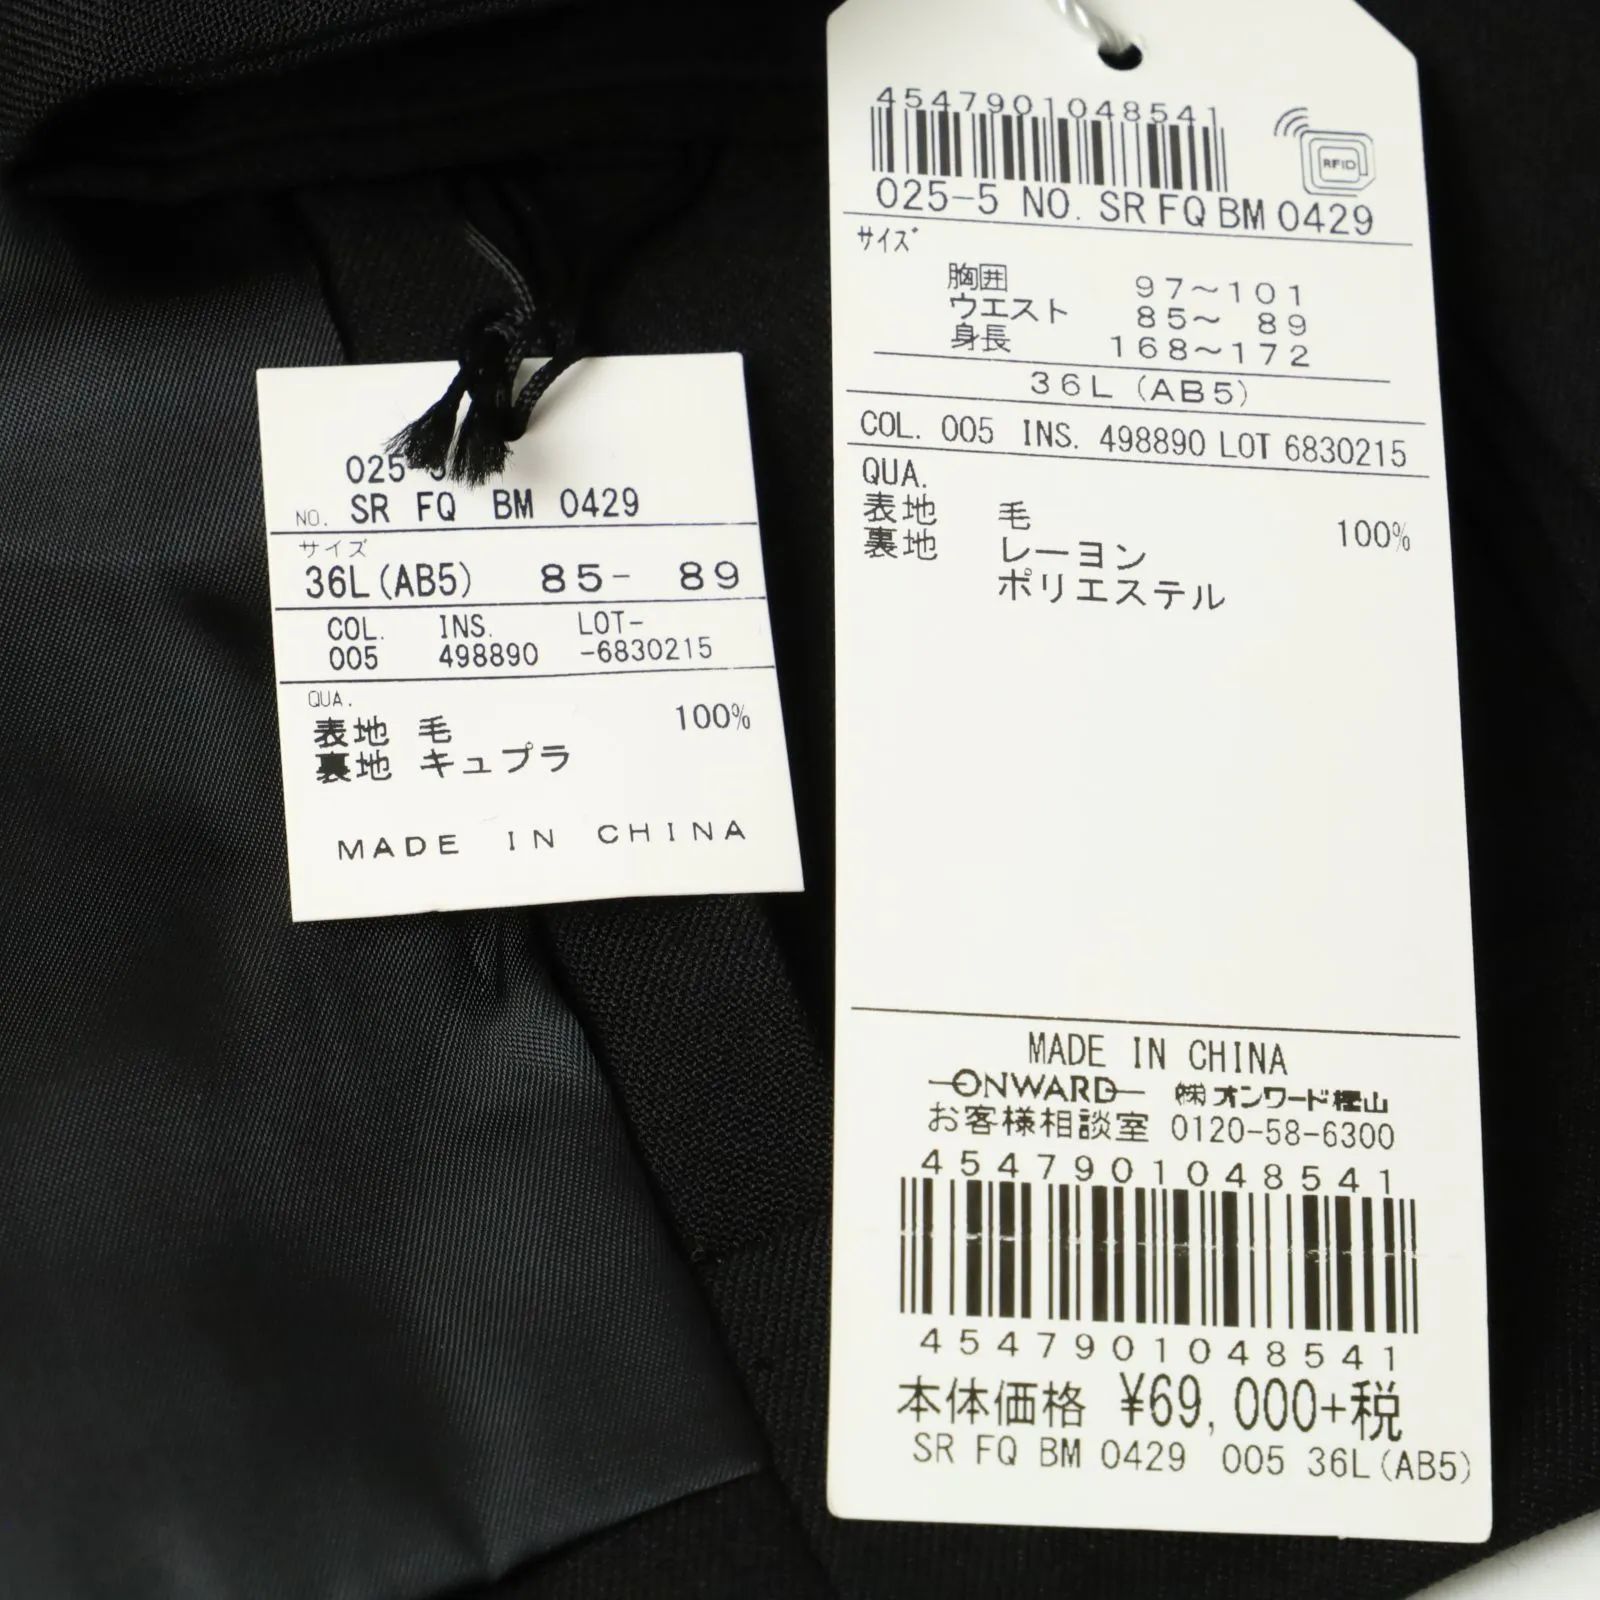 025-5
NO. SR FQ BM 0429
サイズ
36L(AB5) 85- 89
COL. INS. LOT-
005 498890 -6830215
QUA.
表地 毛 100%
裏地 キュプラ
MADE IN CHINA
4547901048541
RFID
025-5 NO. SR FQ BM 0429
サイズ
胸囲 97～101
ウエスト 85～ 89
身長 168～172
36L(AB5)
COL. 005 INS. 498890 LOT 6830215
QUA.
表地 毛 100%
裏地 レーヨン
ポリエステル
MADE IN CHINA
ONWARD ㈱オンワード樫山
お客様相談室 0120-58-6300
4547901048541
4547901048541
本体価格 ¥69,000+税
SR FQ BM 0429 005 36L(AB5)